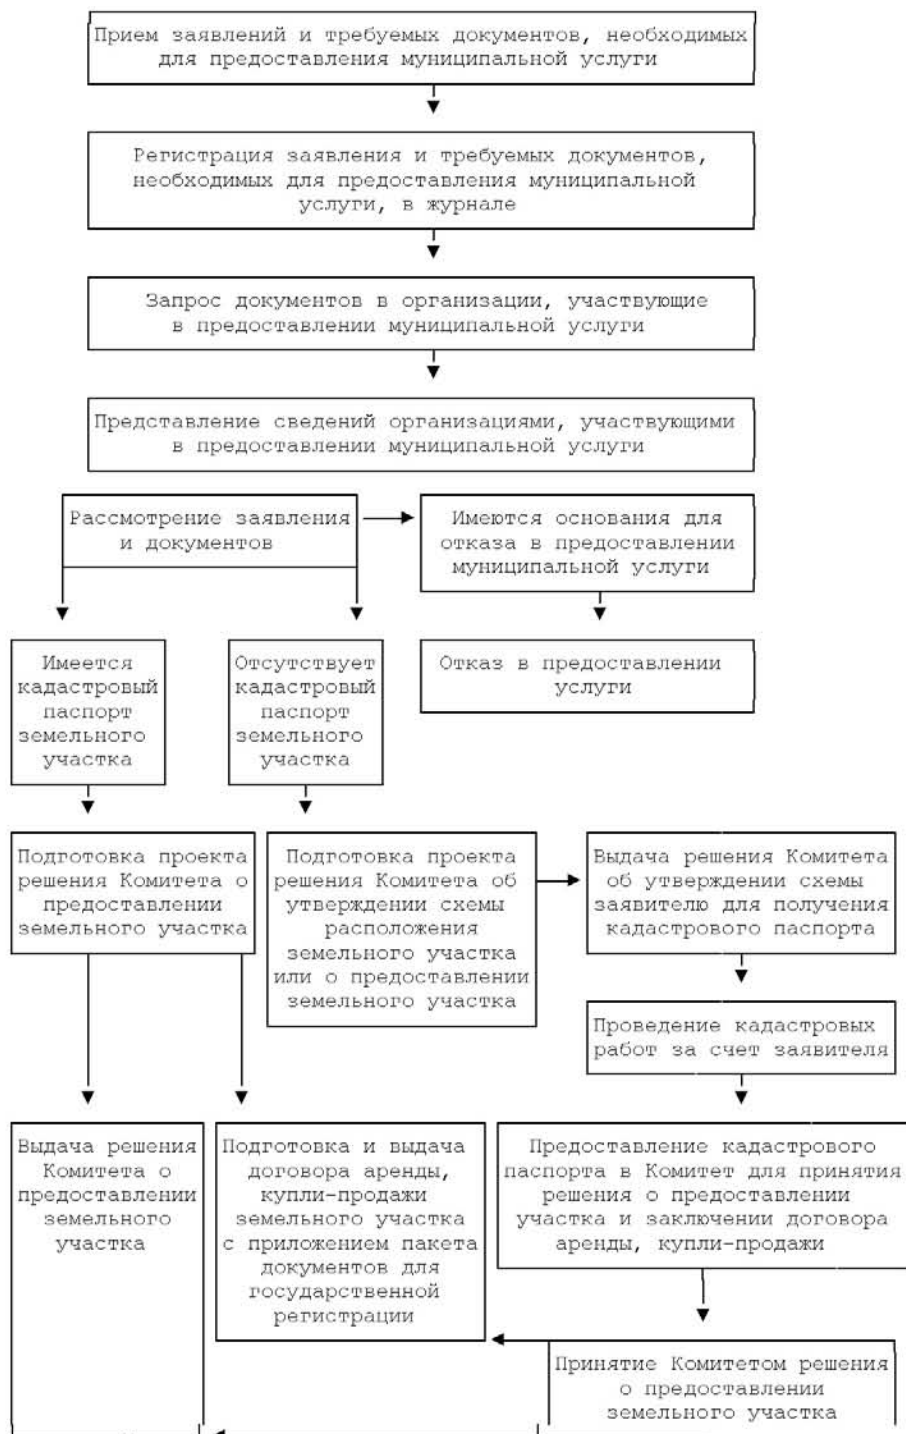 Прием заявлений и требуемых документов, необходимых
для предоставления муниципальной услуги
Регистрация заявления и требуемых документов,
необходимых для предоставления муниципальной
услуги, в журнале
Запрос документов в организации, участвующие
в предоставлении муниципальной услуги
Представление сведений организациями, участвующими
в предоставлении муниципальной услуги
Рассмотрение заявления
и документов
Имеются основания для
отказа в предоставлении
муниципальной услуги
Имеется
кадастровый
паспорт
земельного
участка
Отсутствует
кадастровый
паспорт
земельного
участка
Отказ в предоставлении
услуги
Подготовка проекта
решения Комитета о
предоставлении
земельного участка
Подготовка проекта
решения Комитета об
утверждении схемы
расположения
земельного участка
или о предоставлении
земельного участка
Выдача решения Комитета
об утверждении схемы
заявителю для получения
кадастрового паспорта
Проведение кадастровых
работ за счет заявителя
Выдача решения
Комитета о
предоставлении
земельного
участка
Подготовка и выдача
договора аренды,
купли-продажи
земельного участка
с приложением пакета
документов для
государственной
регистрации
Предоставление кадастрового
паспорта в Комитет для принятия
решения о предоставлении
участка и заключении договора
аренды, купли-продажи
Принятие Комитетом решения
о предоставлении
земельного участка